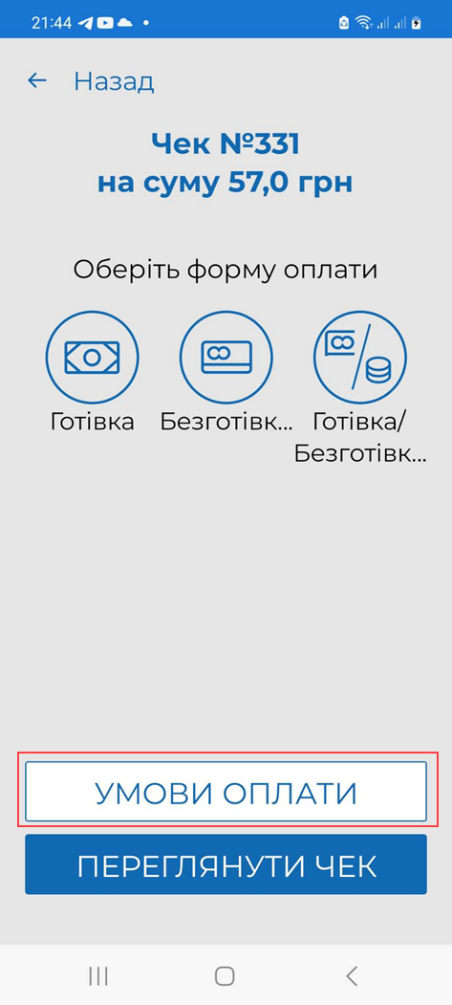 21:44
← Назад
Чек №331
на суму 57,0 грн
Оберіть форму оплати
Готівка Безготівк... Готівка/
Безготівк...
УМОВИ ОПЛАТИ
ПЕРЕГЛЯНУТИ ЧЕК